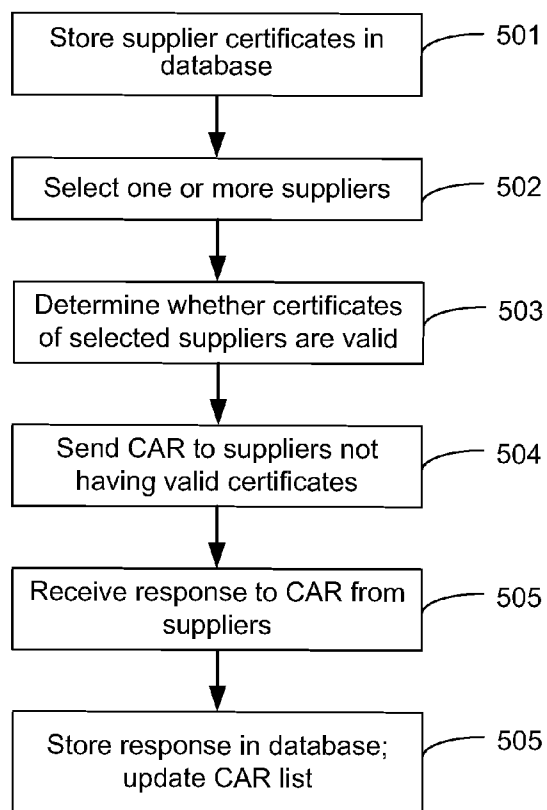 Store supplier certificates in
database
501
Select one or more suppliers
502
Determine whether certificates
of selected suppliers are valid
503
Send CAR to suppliers not
having valid certificates
504
Receive response to CAR from
suppliers
505
Store response in database;
update CAR list
505